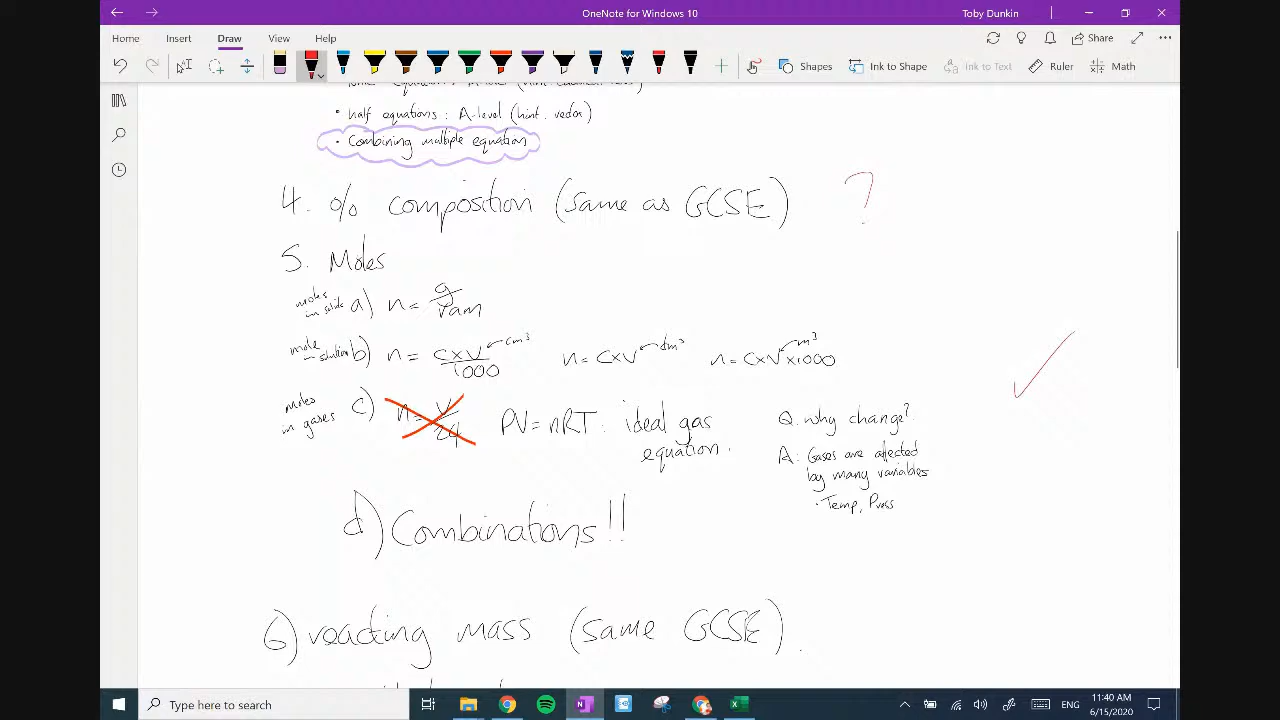 OneNote for Windows 10
Toby Dunkin
Home Insert Draw View Help
Share
Shapes Ink to Shape Ink to Text Ruler Math
· Half equations : A-level (hint. redox)
· Combining multiple equation
4. % composition (same as GCSE) ?
5. Moles
moles in solids a) n = g / ram
mole solution b) n = c×v / 1000 ← cm³ n = c×v ← dm³ n = c×v×1000 ← m³
moles in gases c) n = v / 24 PV = nRT : ideal gas
equation.
Q. why change?
A: Gases are affected
by many variables
· Temp, Press
d) Combinations!!
6) reacting mass (same GCSE).
Type here to search
ENG
11:40 AM
6/15/2020